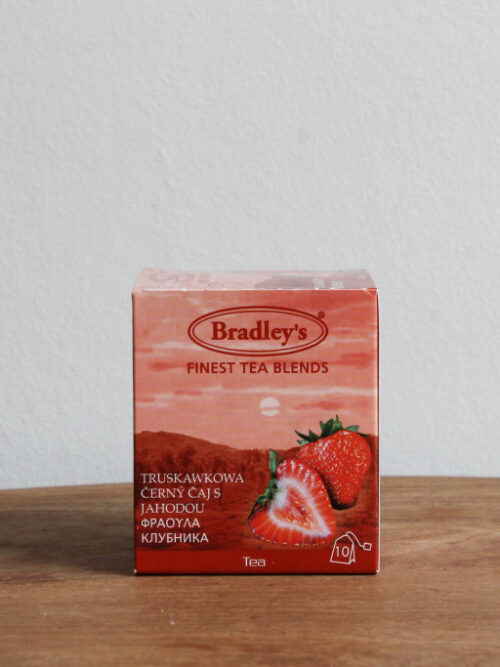 Bradley's®
FINEST TEA BLENDS
TRUSKAWKOWA
ČERNÝ ČAJ S
JAHODOU
ΦΡΑΟΥΛΑ
КЛУБНИКА
10
Tea